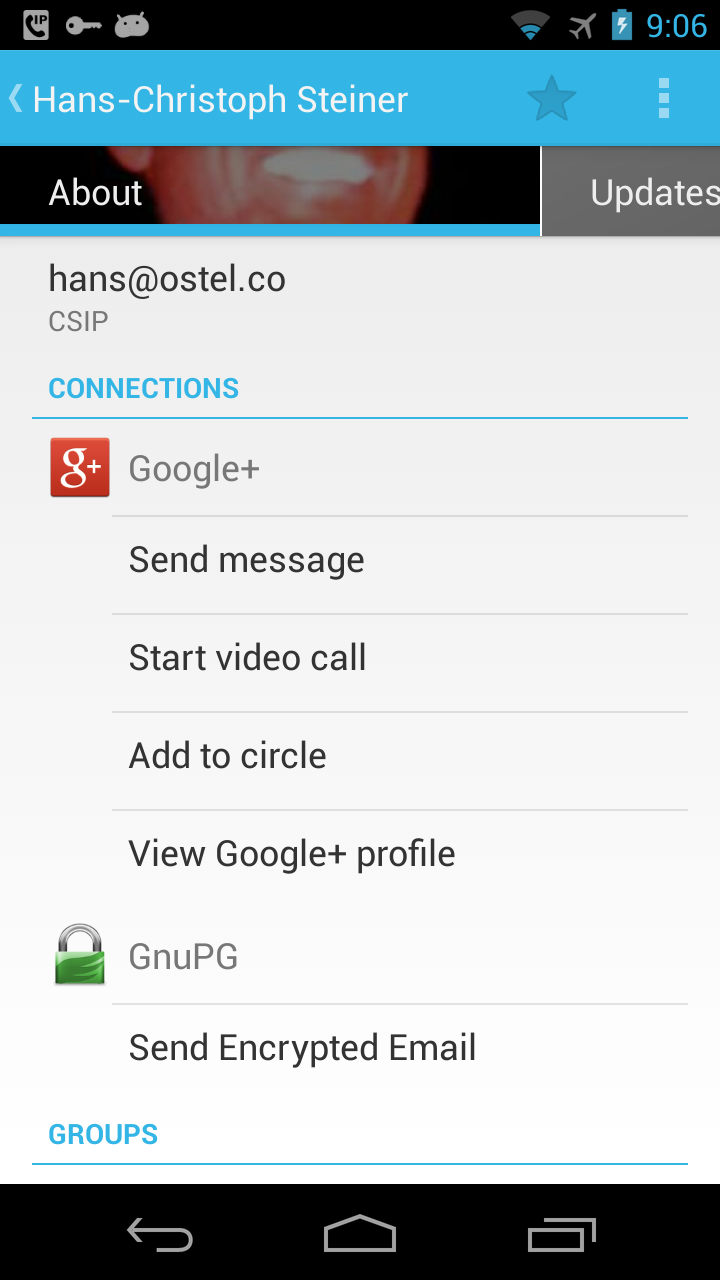 IP
9:06
Hans-Christoph Steiner
About
Updates
hans@ostel.co
CSIP
CONNECTIONS
g+ Google+
Send message
Start video call
Add to circle
View Google+ profile
GnuPG
Send Encrypted Email
GROUPS